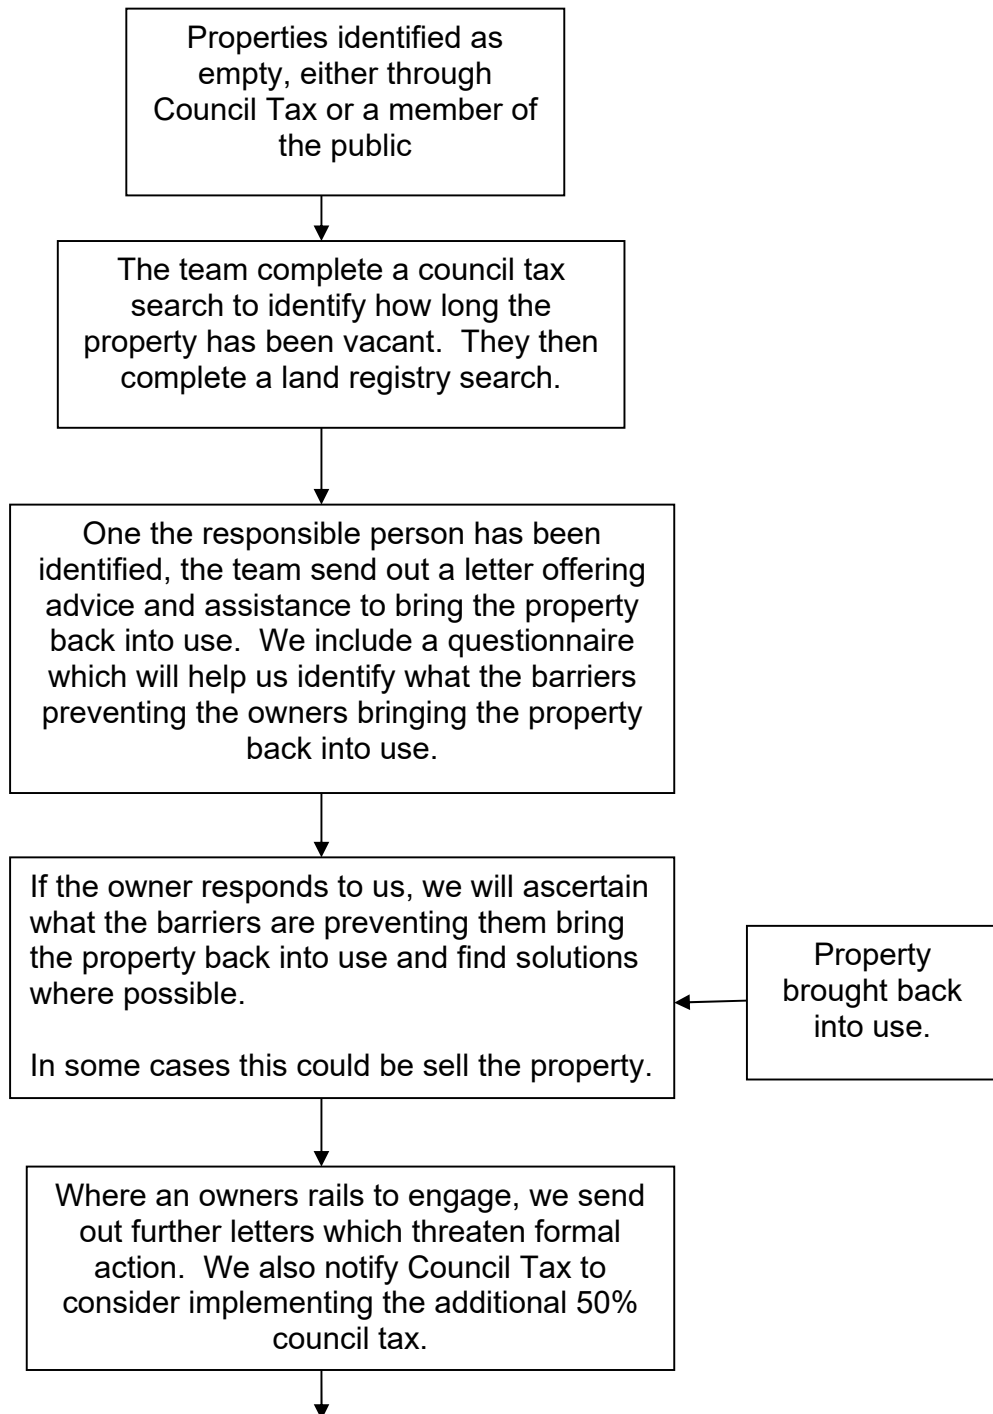 Properties identified as
empty, either through
Council Tax or a member of
the public
The team complete a council tax
search to identify how long the
property has been vacant.  They then
complete a land registry search.
One the responsible person has been
identified, the team send out a letter offering
advice and assistance to bring the property
back into use.  We include a questionnaire
which will help us identify what the barriers
preventing the owners bringing the property
back into use.
If the owner responds to us, we will ascertain
what the barriers are preventing them bring
the property back into use and find solutions
where possible.
In some cases this could be sell the property.
Property
brought back
into use.
Where an owners rails to engage, we send
out further letters which threaten formal
action.  We also notify Council Tax to
consider implementing the additional 50%
council tax.